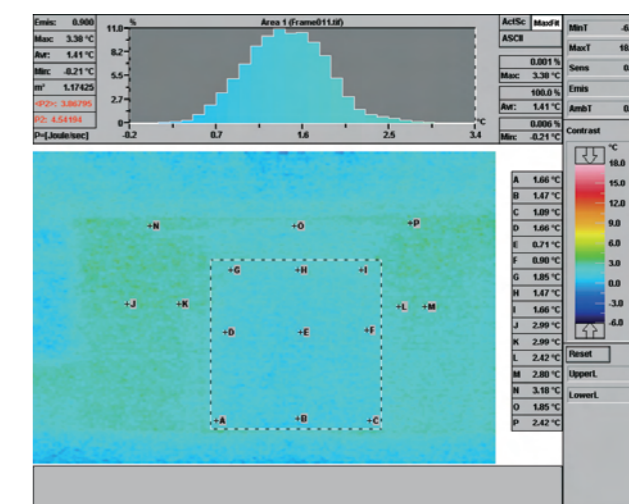 Emis: 0.900
Max: 3.38 °C
Avr: 1.41 °C
Min: -0.21 °C
m² 1.17425
<P2>: 3.86795
P2: 4.54194
P=[Joule/sec]
% Area 1 (Frame011.tif)
11.0
8.2
5.5
2.7
0
-0.2 0.7 1.6 2.5 3.4 °C
ActSc MaxFit
ASCII
0.001 %
Max: 3.38 °C
100.0 %
Avr: 1.41 °C
0.006 %
Min: -0.21 °C
MinT -6.
MaxT 18.
Sens 0.
Emis
AmbT 0.
Contrast
°C
18.0
15.0
12.0
9.0
6.0
3.0
0.0
-3.0
-6.0
Reset
UpperL
LowerL
+N +O +P
+G +H +I
+J +K +L +M
+D +E +F
+A +B +C
A 1.66 °C
B 1.47 °C
C 1.09 °C
D 1.66 °C
E 0.71 °C
F 0.90 °C
G 1.85 °C
H 1.47 °C
I 1.66 °C
J 2.99 °C
K 2.99 °C
L 2.42 °C
M 2.80 °C
N 3.18 °C
O 1.85 °C
P 2.42 °C